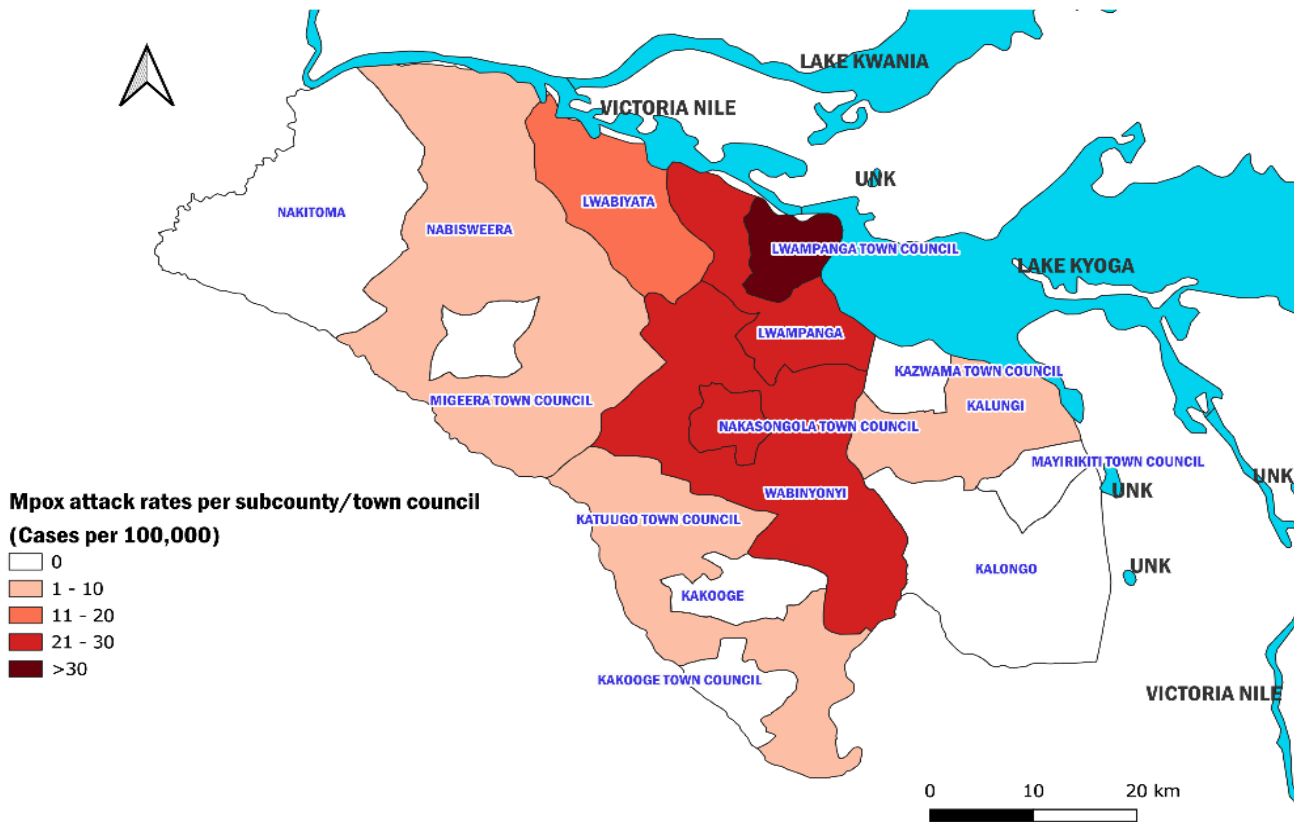 LAKE KWANIA
VICTORIA NILE
UNK
LWABIYATA
NAKITOMA
NABISWEERA
LWAMPANGA TOWN COUNCIL
LAKE KYOGA
LWAMPANGA
KAZWAMA TOWN COUNCIL
MIGEERA TOWN COUNCIL
KALUNGI
NAKASONGOLA TOWN COUNCIL
MAYIRIKITI TOWN COUNCIL
UNK
UNK
WABINYONYI
KATUUGO TOWN COUNCIL
UNK
KALONGO
KAKOOGE
KAKOOGE TOWN COUNCIL
VICTORIA NILE
Mpox attack rates per subcounty/town council
(Cases per 100,000)
0
1 - 10
11 - 20
21 - 30
>30
0 10 20 km